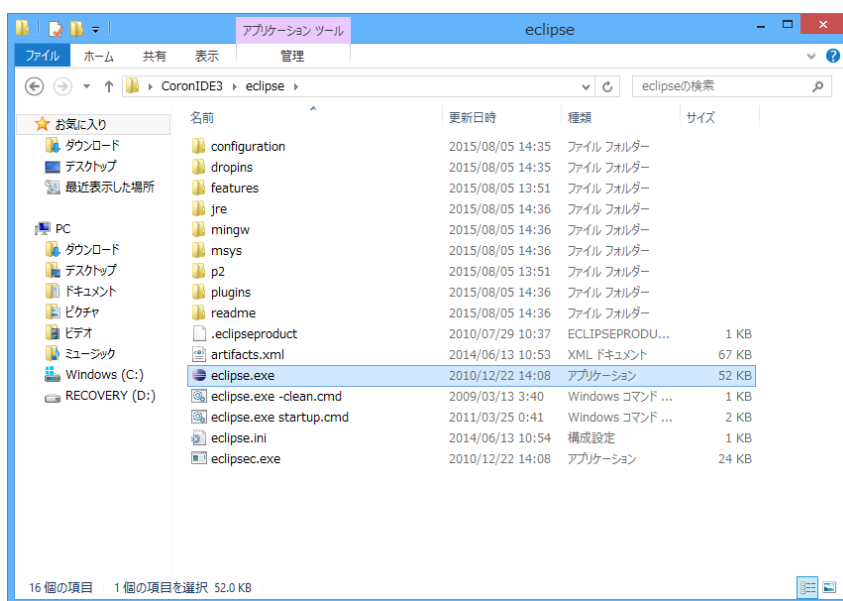 アプリケーション ツール eclipse
ファイル ホーム 共有 表示 管理
CoronIDE3 eclipse eclipseの検索
お気に入り
ダウンロード
デスクトップ
最近表示した場所
PC
ダウンロード
デスクトップ
ドキュメント
ピクチャ
ビデオ
ミュージック
Windows (C:)
RECOVERY (D:)
名前 更新日時 種類 サイズ
configuration 2015/08/05 14:35 ファイル フォルダー
dropins 2015/08/05 14:35 ファイル フォルダー
features 2015/08/05 13:51 ファイル フォルダー
jre 2015/08/05 14:36 ファイル フォルダー
mingw 2015/08/05 14:36 ファイル フォルダー
msys 2015/08/05 14:36 ファイル フォルダー
p2 2015/08/05 13:51 ファイル フォルダー
plugins 2015/08/05 14:36 ファイル フォルダー
readme 2015/08/05 14:36 ファイル フォルダー
.eclipseproduct 2010/07/29 10:37 ECLIPSEPRODU... 1 KB
artifacts.xml 2014/06/13 10:53 XML ドキュメント 67 KB
eclipse.exe 2010/12/22 14:08 アプリケーション 52 KB
eclipse.exe -clean.cmd 2009/03/13 3:40 Windows コマンド ... 1 KB
eclipse.exe startup.cmd 2011/03/25 0:41 Windows コマンド ... 2 KB
eclipse.ini 2014/06/13 10:54 構成設定 1 KB
eclipsec.exe 2010/12/22 14:08 アプリケーション 24 KB
16 個の項目 1 個の項目を選択 52.0 KB